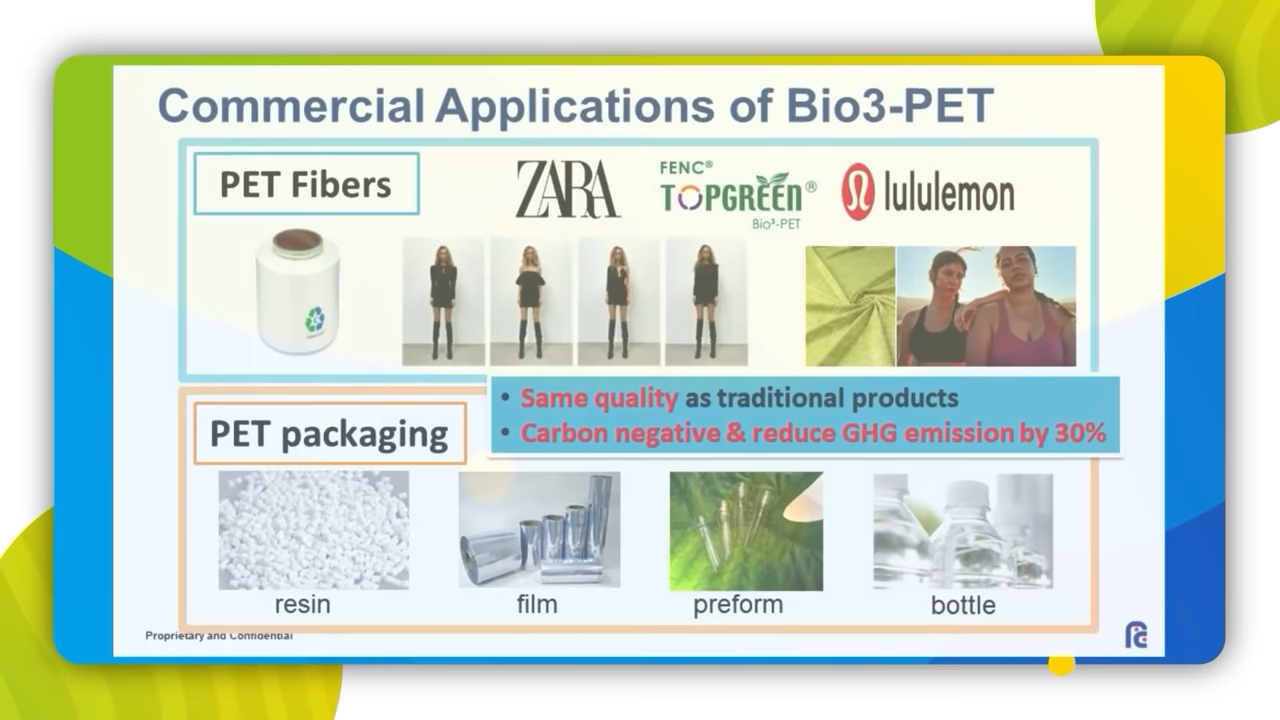 Commercial Applications of Bio3-PET
PET Fibers
ZARA
FENC®
TOPGREEN®
Bio³-PET
lululemon
• Same quality as traditional products
• Carbon negative & reduce GHG emission by 30%
PET packaging
resin
film
preform
bottle
Proprietary and Confidential